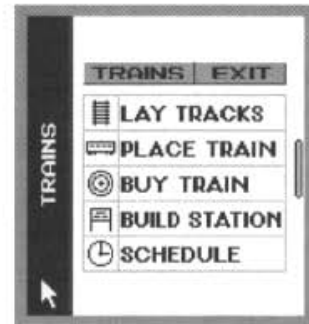 TRAINS
TRAINS EXIT
LAY TRACKS
PLACE TRAIN
BUY TRAIN
BUILD STATION
SCHEDULE